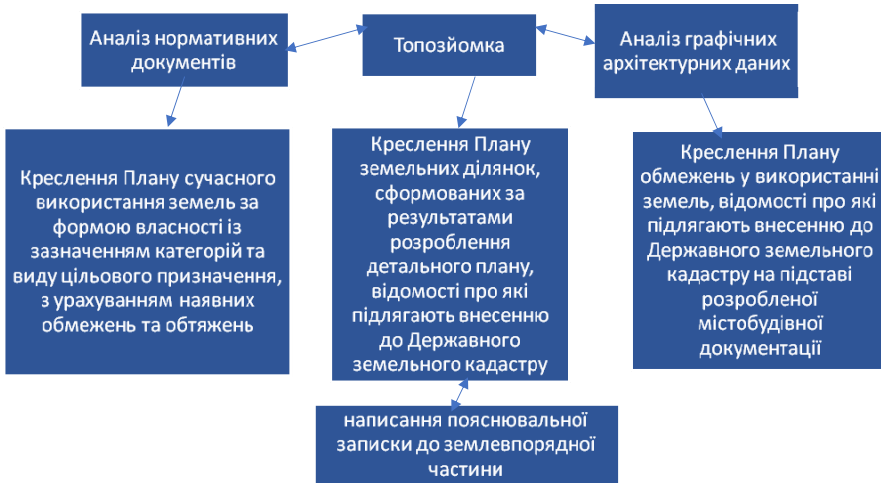 Аналіз нормативних
документів
Топозйомка
Аналіз графічних
архітектурних даних
Креслення Плану сучасного
використання земель за
формою власності із
зазначенням категорій та
виду цільового призначення,
з урахуванням наявних
обмежень та обтяжень
Креслення Плану
земельних ділянок,
сформованих за
результатами
розроблення
детального плану,
відомості про які
підлягають внесенню
до Державного
земельного кадастру
Креслення Плану
обмежень у використанні
земель, відомості про які
підлягають внесенню до
Державного земельного
кадастру на підставі
розробленої
містобудівної
документації
написання пояснювальної
записки до землевпорядної
частини